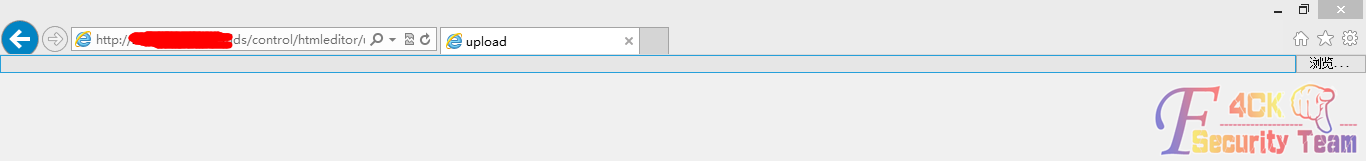 http:// ds/control/htmleditor/
upload
浏览...
F4CK
Security Team